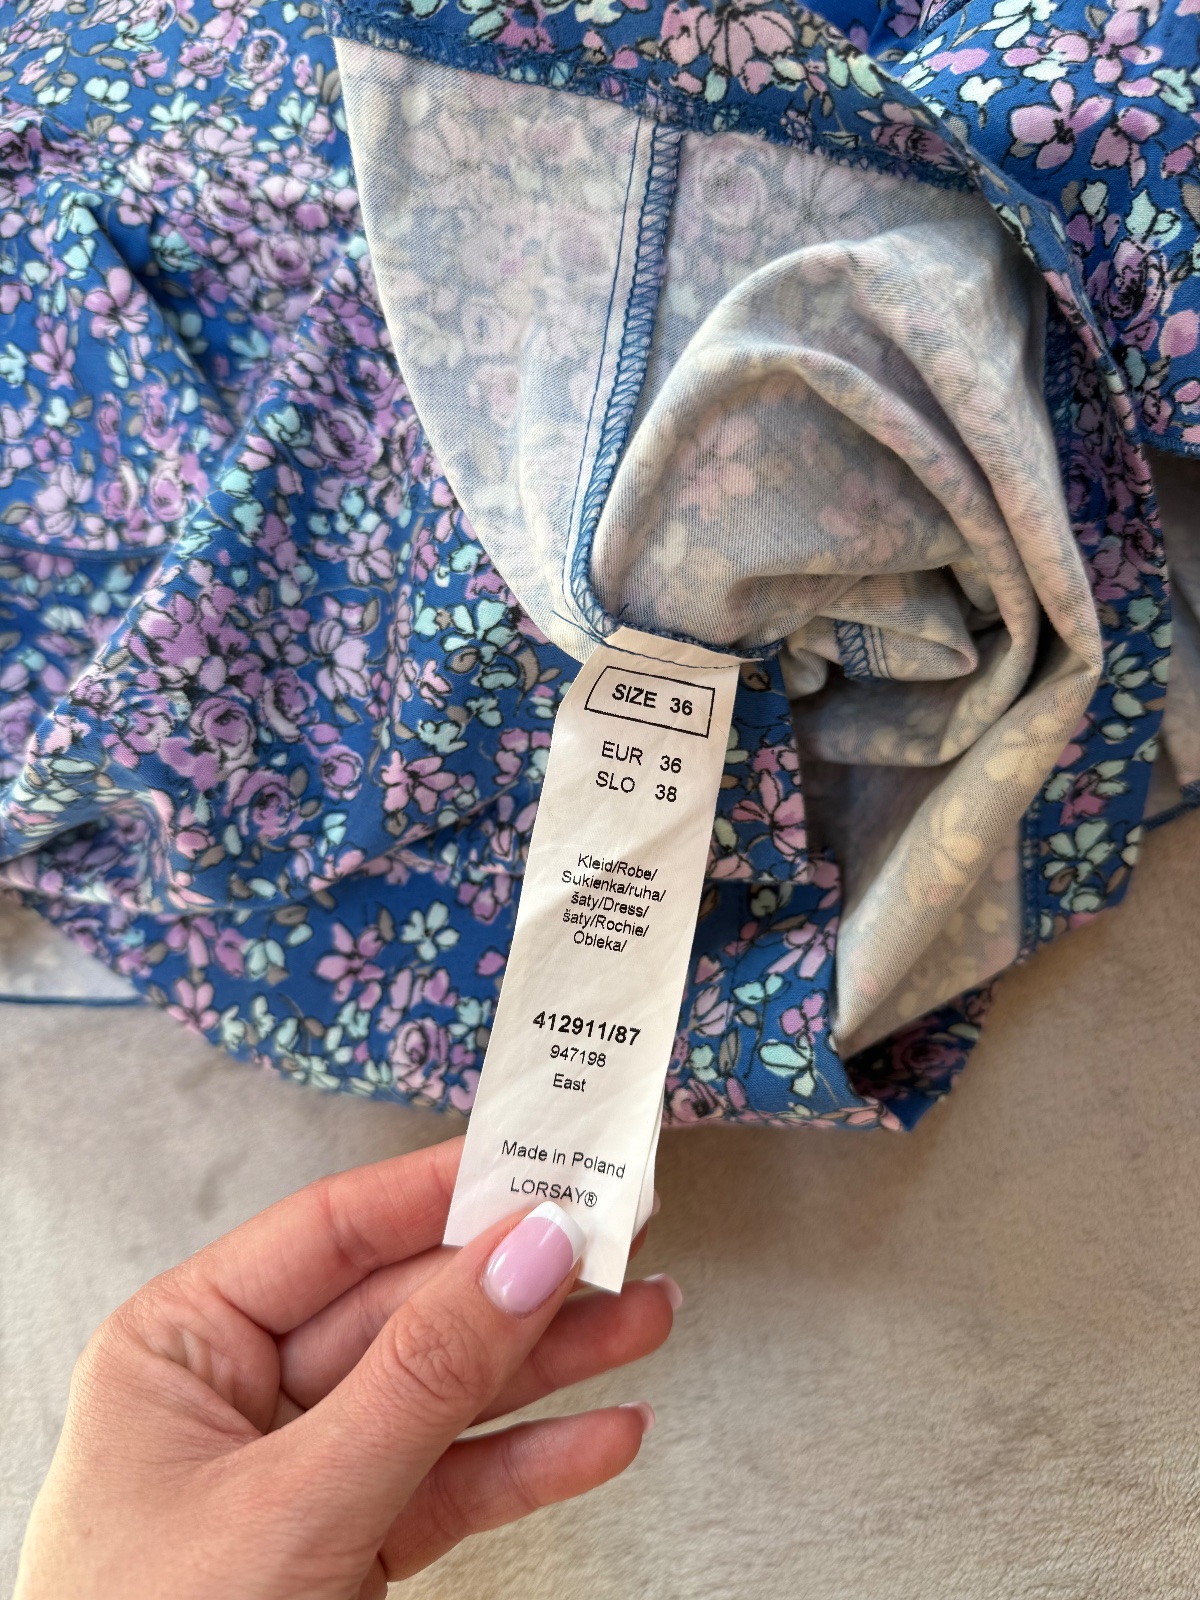 SIZE 36
EUR 36
SLO 38
Kleid/Robe/
Sukienka/ruha/
šaty/Dress/
šaty/Rochie/
Obleka/
412911/87
947198
East
Made in Poland
LORSAY®